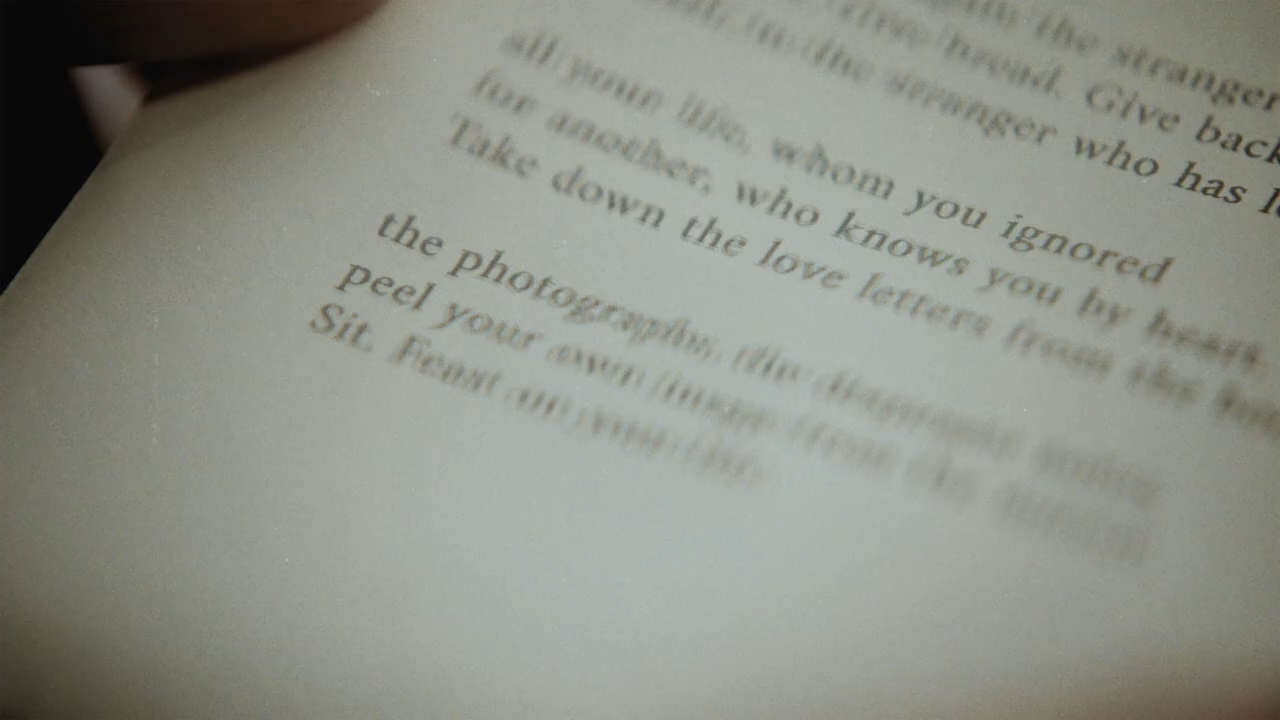 the stranger
Give bread. Give back
to the stranger who has
all your life, whom you ignored
for another, who knows you by heart.
Take down the love letters from the
the photographs, the desperate
peel your own image from the
Sit. Feast on your life.